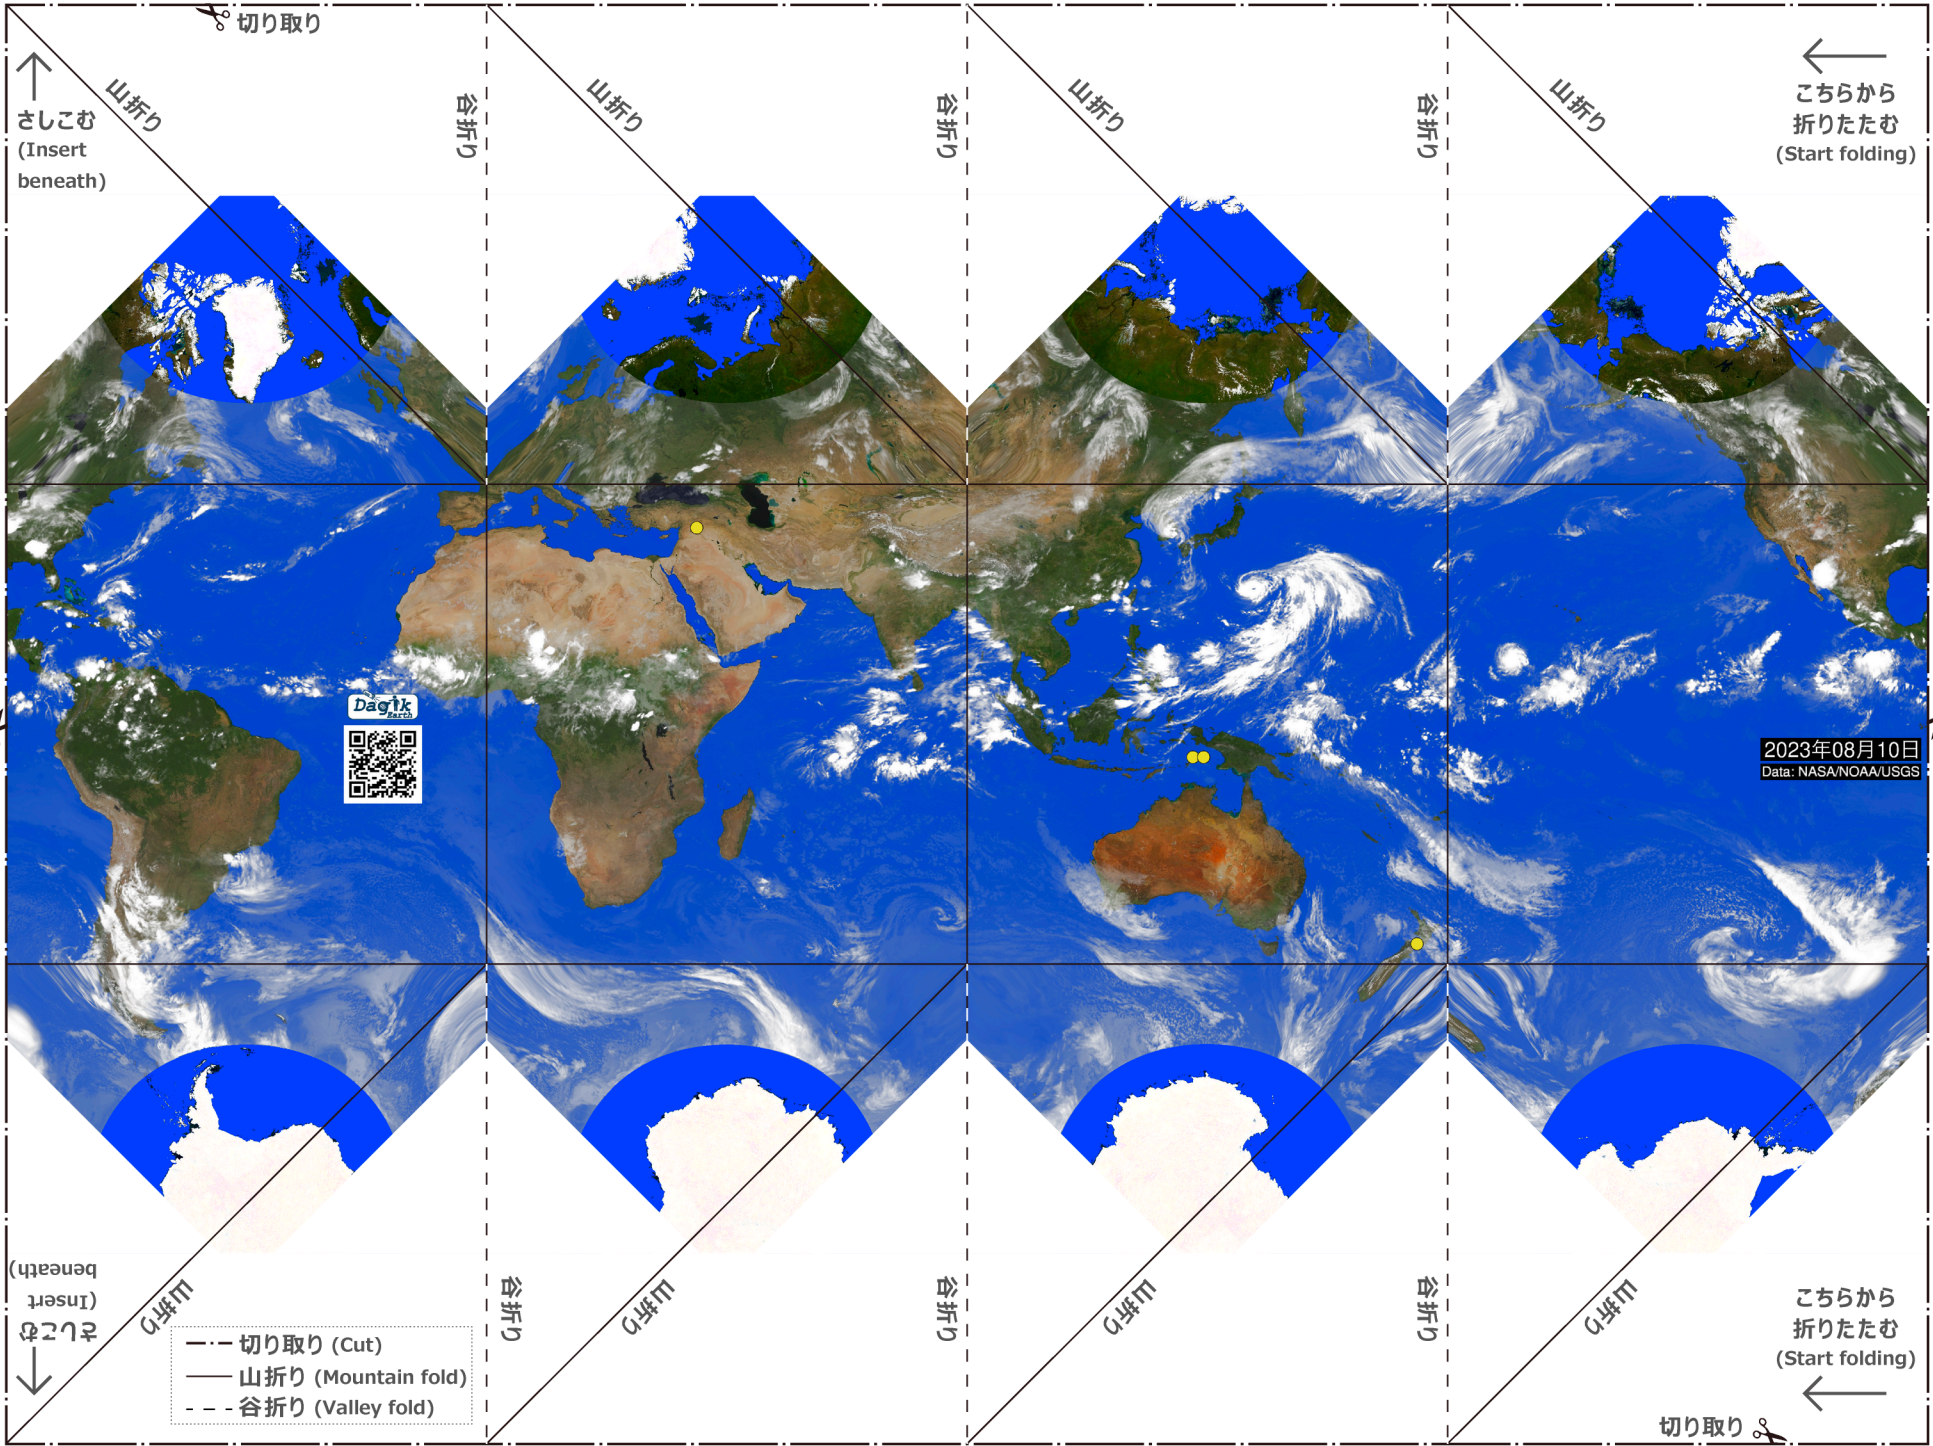 切り取り
山折り
谷折り
山折り
谷折り
山折り
谷折り
山折り
さしこむ
(Insert
beneath)
こちらから
折りたたむ
(Start folding)
Dagik
Earth
2023年08月10日
Data: NASA/NOAA/USGS
さしこむ
(Insert
beneath)
山折り
谷折り
山折り
谷折り
山折り
谷折り
山折り
切り取り (Cut)
山折り (Mountain fold)
谷折り (Valley fold)
こちらから
折りたたむ
(Start folding)
切り取り